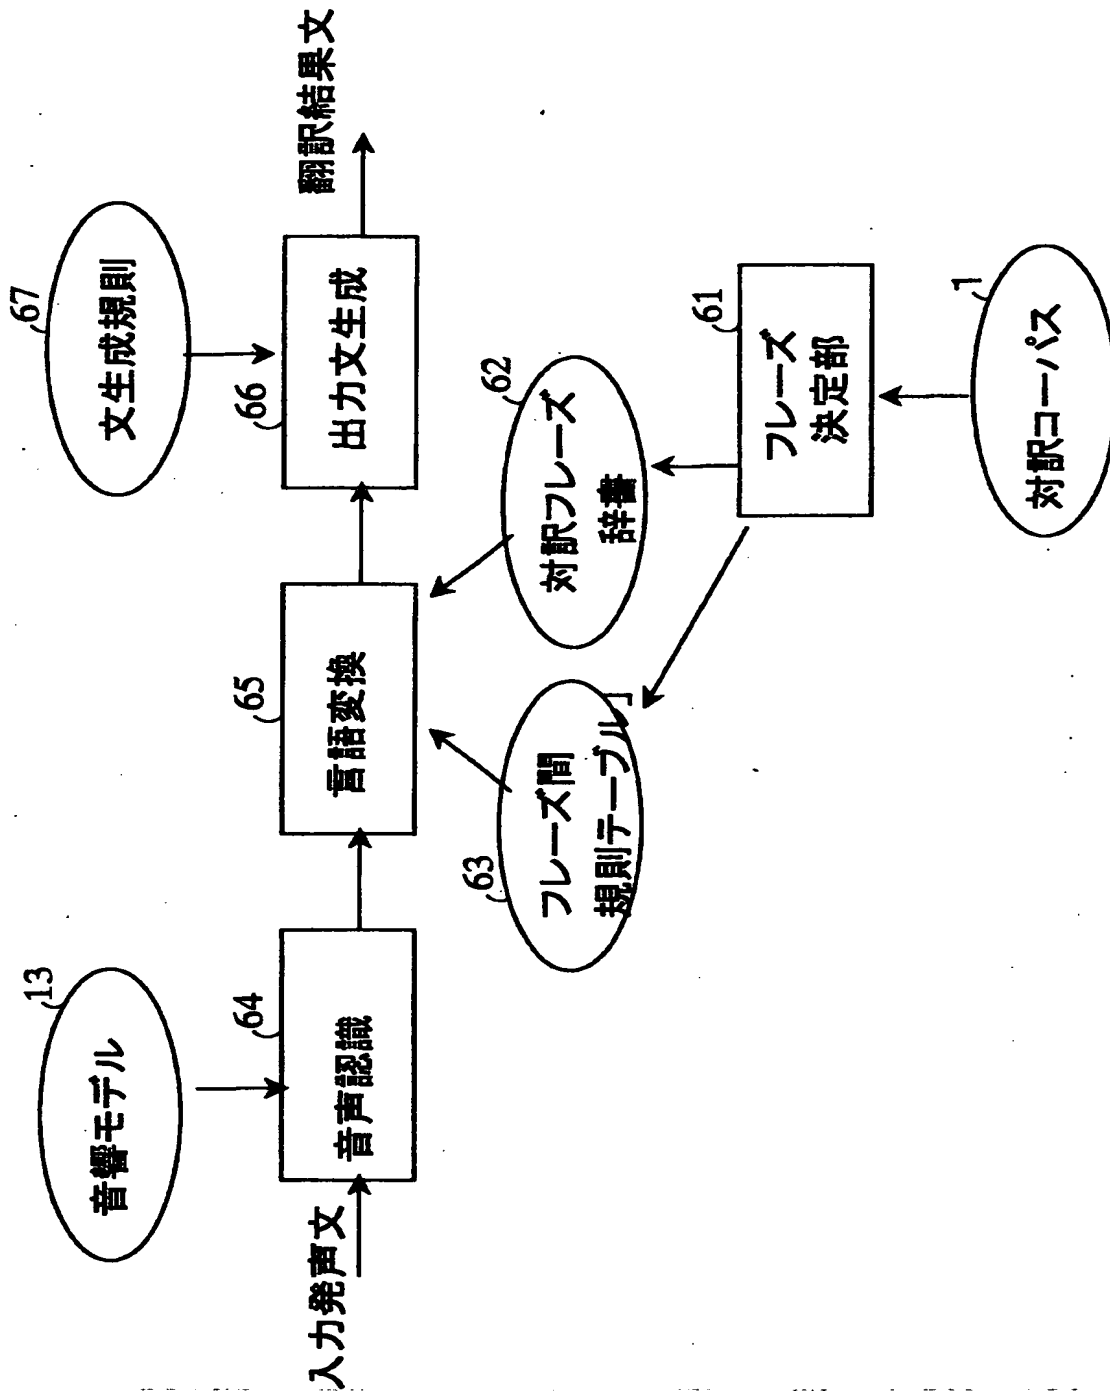 13
音響モデル
67
文生成規則
入力発声文
64
音声認識
65
言語変換
66
出力文生成
翻訳結果文
63
フレーズ間
規則テーブル]
62
対訳フレーズ
辞書
61
フレーズ
決定部
1
対訳コーパス